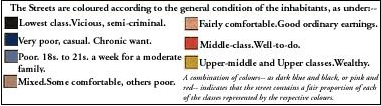 The Streets are coloured according to the general condition of the inhabitants, as under:--
Lowest class.Vicious, semi-criminal.
Very poor, casual. Chronic want.
Poor. 18s. to 21s. a week for a moderate
family.
Mixed.Some comfortable, others poor.
Fairly comfortable.Good ordinary earnings.
Middle-class.Well-to-do.
Upper-middle and Upper classes.Wealthy.
A combination of colours-- as dark blue and black, or pink and
red-- indicates that the street contains a fair proportion of each
of the classes represented by the respective colours.